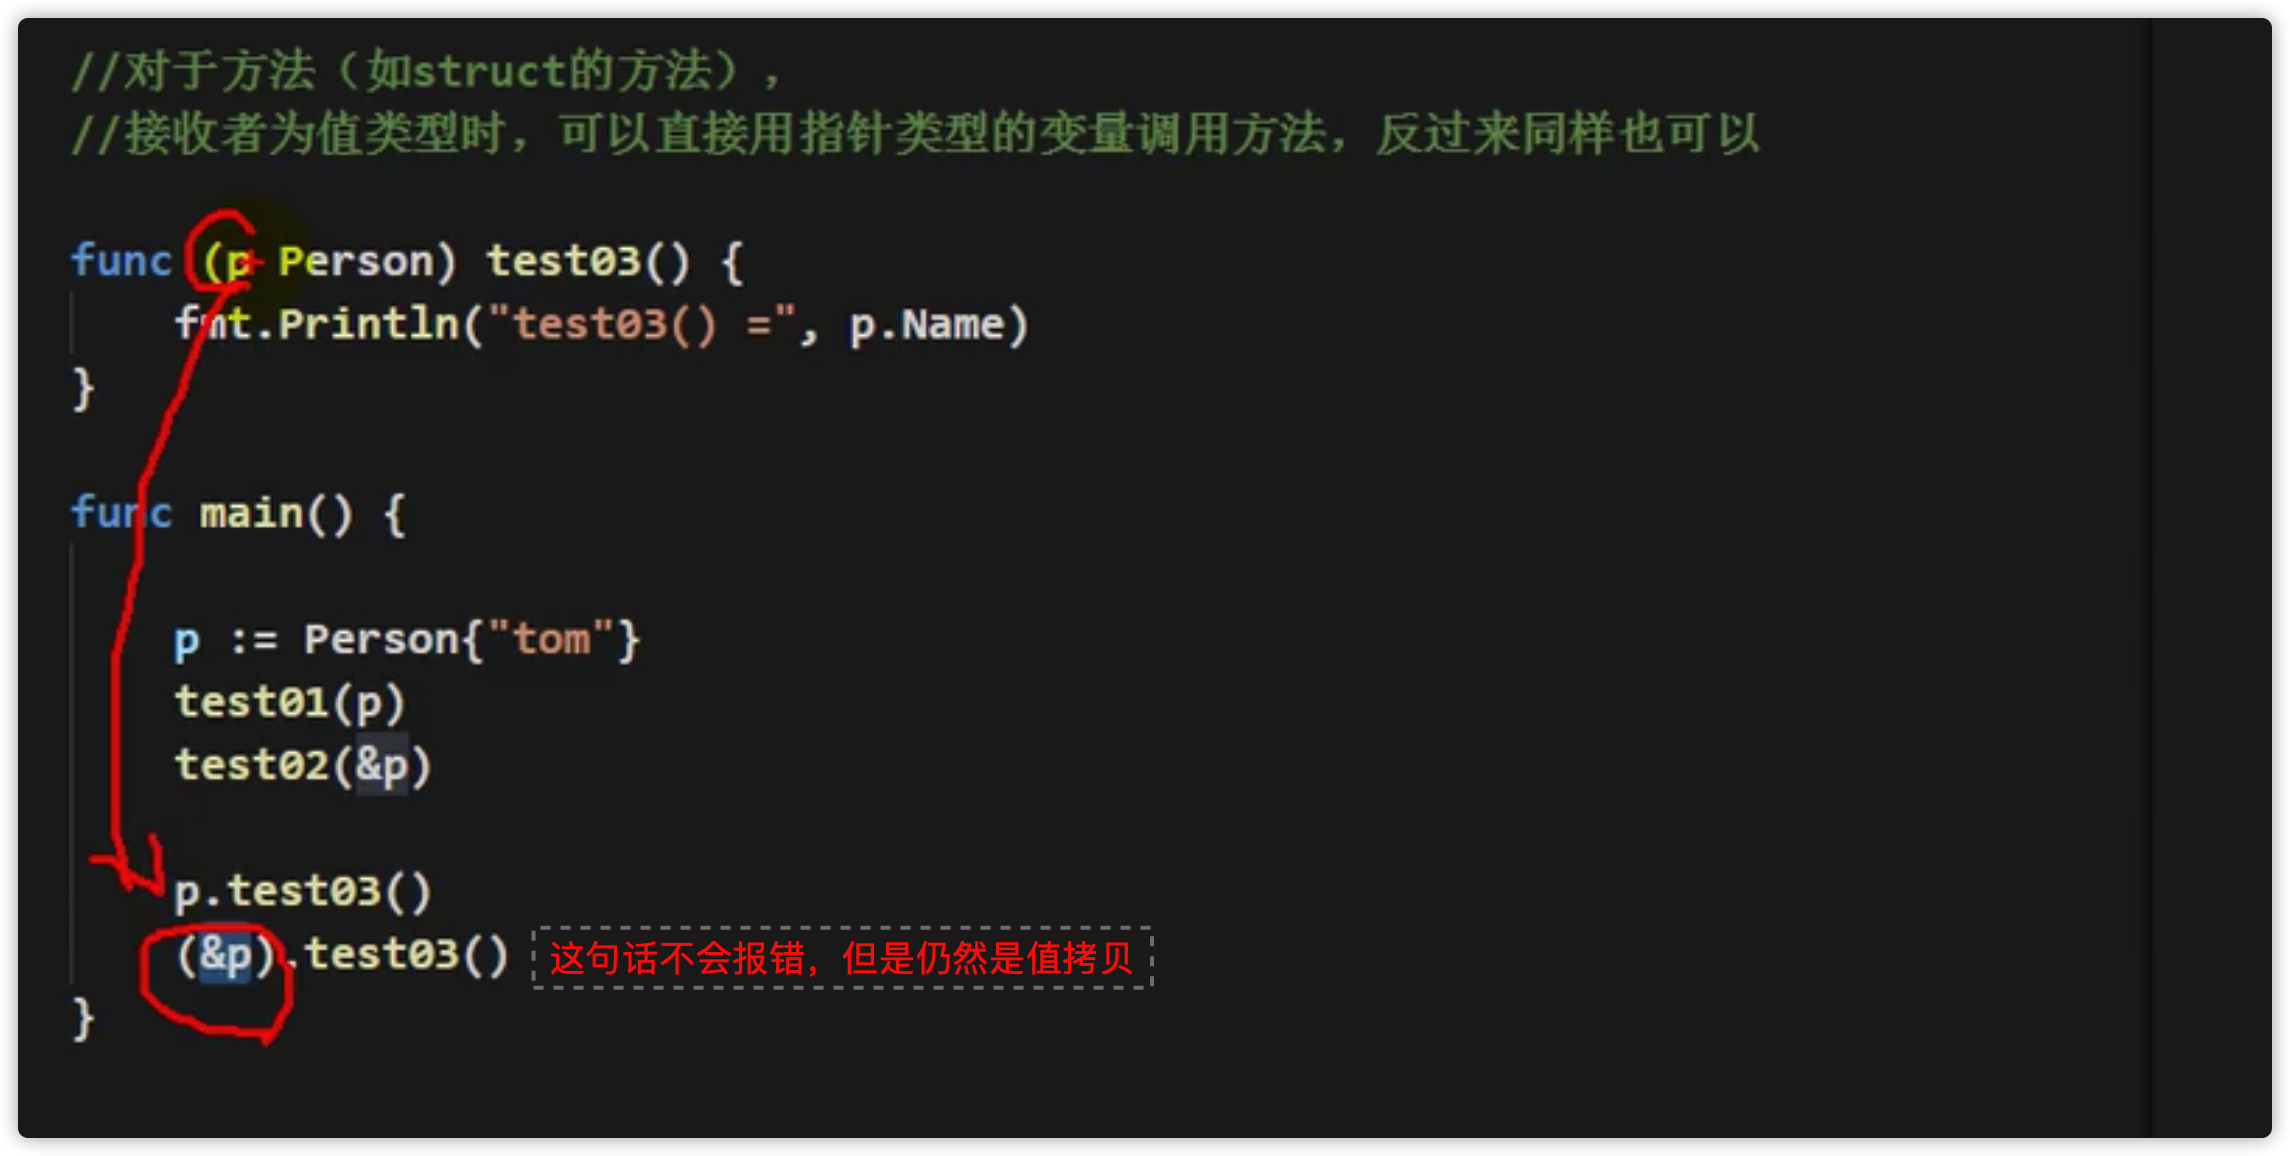 //对于方法（如struct的方法），
//接收者为值类型时，可以直接用指针类型的变量调用方法，反过来同样也可以
func (p Person) test03() {
fmt.Println("test03() =", p.Name)
}
func main() {
p := Person{"tom"}
test01(p)
test02(&p)
p.test03()
(&p).test03() 这句话不会报错，但是仍然是值拷贝
}